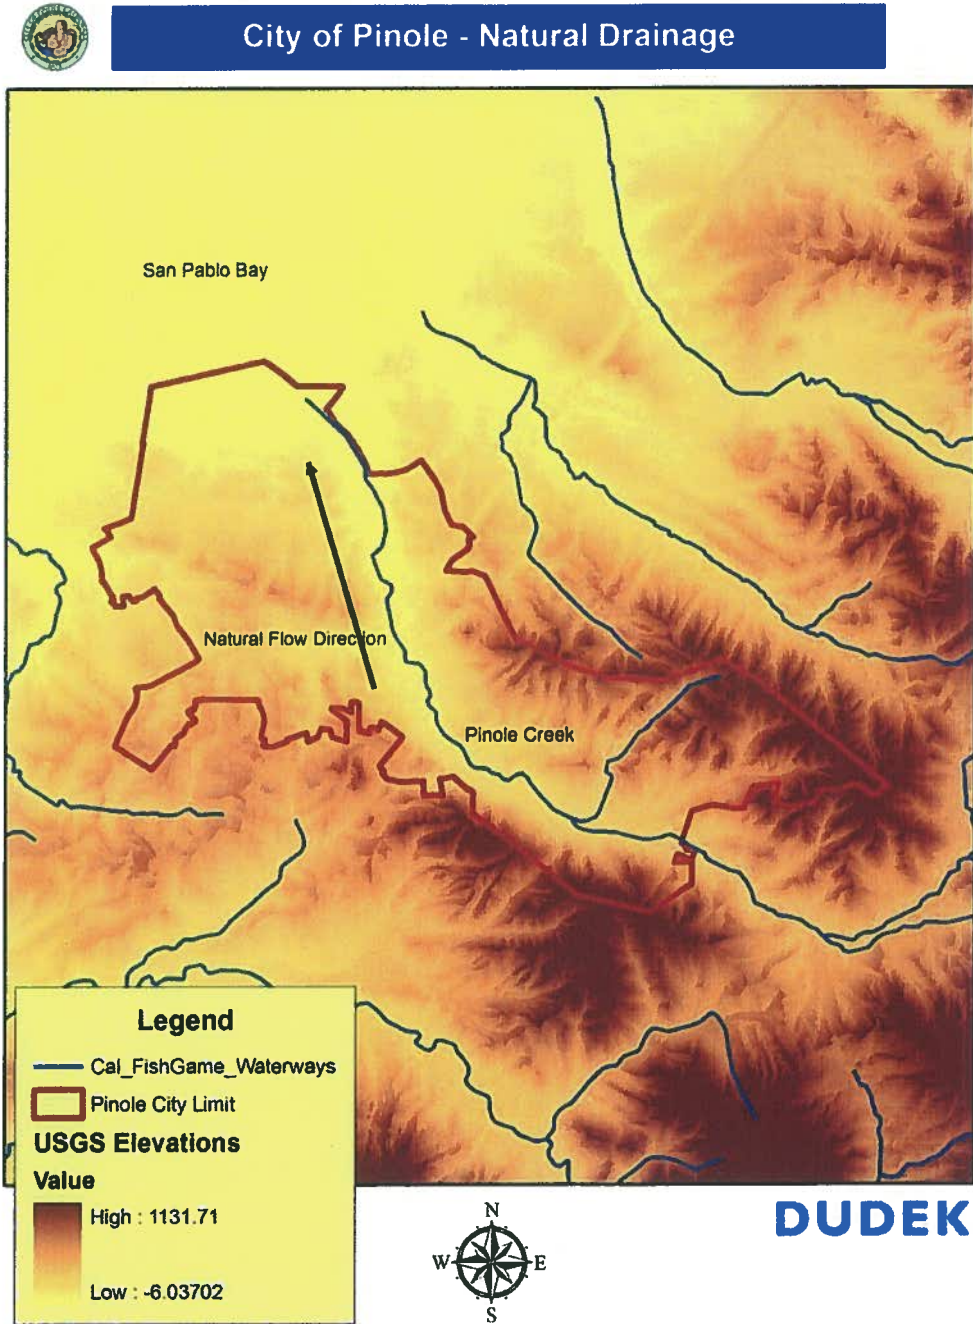 City of Pinole - Natural Drainage
San Pablo Bay
Natural Flow Direction
Pinole Creek
Legend
Cal_FishGame_Waterways
Pinole City Limit
USGS Elevations
Value
High : 1131.71
Low : -6.03702
N
W E
S
DUDEK